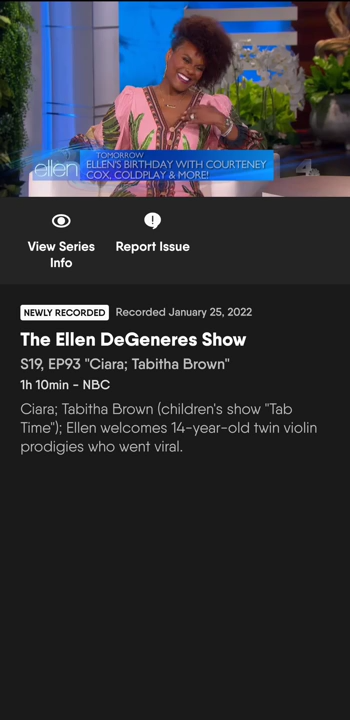 TOMORROW
ellen ELLEN'S BIRTHDAY WITH COURTENEY
COX, COLDPLAY & MORE!
4
View Series
Info
Report Issue
NEWLY RECORDED Recorded January 25, 2022
The Ellen DeGeneres Show
S19, EP93 "Ciara; Tabitha Brown"
1h 10min - NBC
Ciara; Tabitha Brown (children's show "Tab
Time"); Ellen welcomes 14-year-old twin violin
prodigies who went viral.